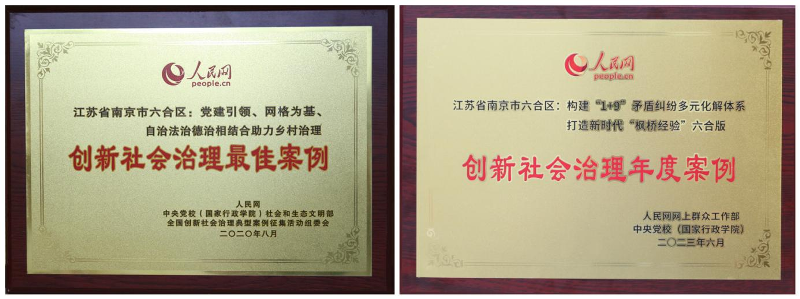 人民网
people.cn
江苏省南京市六合区：党建引领、网格为基、
自治法治德治相结合助力乡村治理
创新社会治理最佳案例
人民网
中央党校（国家行政学院）社会和生态文明部
全国创新社会治理典型案例征集活动组委会
二〇二〇年八月
人民网
people.cn
江苏省南京市六合区：构建“1+9”矛盾纠纷多元化解体系
打造新时代“枫桥经验”六合版
创新社会治理年度案例
人民网网上群众工作部
中央党校（国家行政学院）
二〇二三年六月